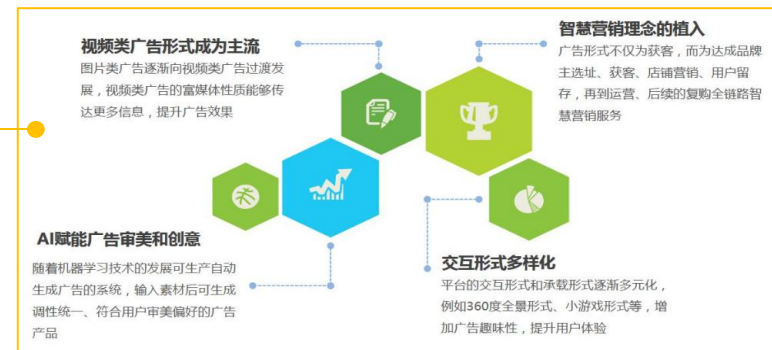 视频类广告形式成为主流
图片类广告逐渐向视频类广告过渡发
展，视频类广告的富媒体性质能够传
达更多信息，提升广告效果
智慧营销理念的植入
广告形式不仅为获客，而为达成品牌
主选址、获客、店铺营销、用户留
存，再到运营、后续的复购全链路智
慧营销服务
AI赋能广告审美和创意
随着机器学习技术的发展可生产自动
生成广告的系统，输入素材后可生成
调性统一、符合用户审美偏好的广告
产品
交互形式多样化
平台的交互形式和承载形式逐渐多元化，
例如360度全景形式、小游戏形式等，增
加广告趣味性，提升用户体验